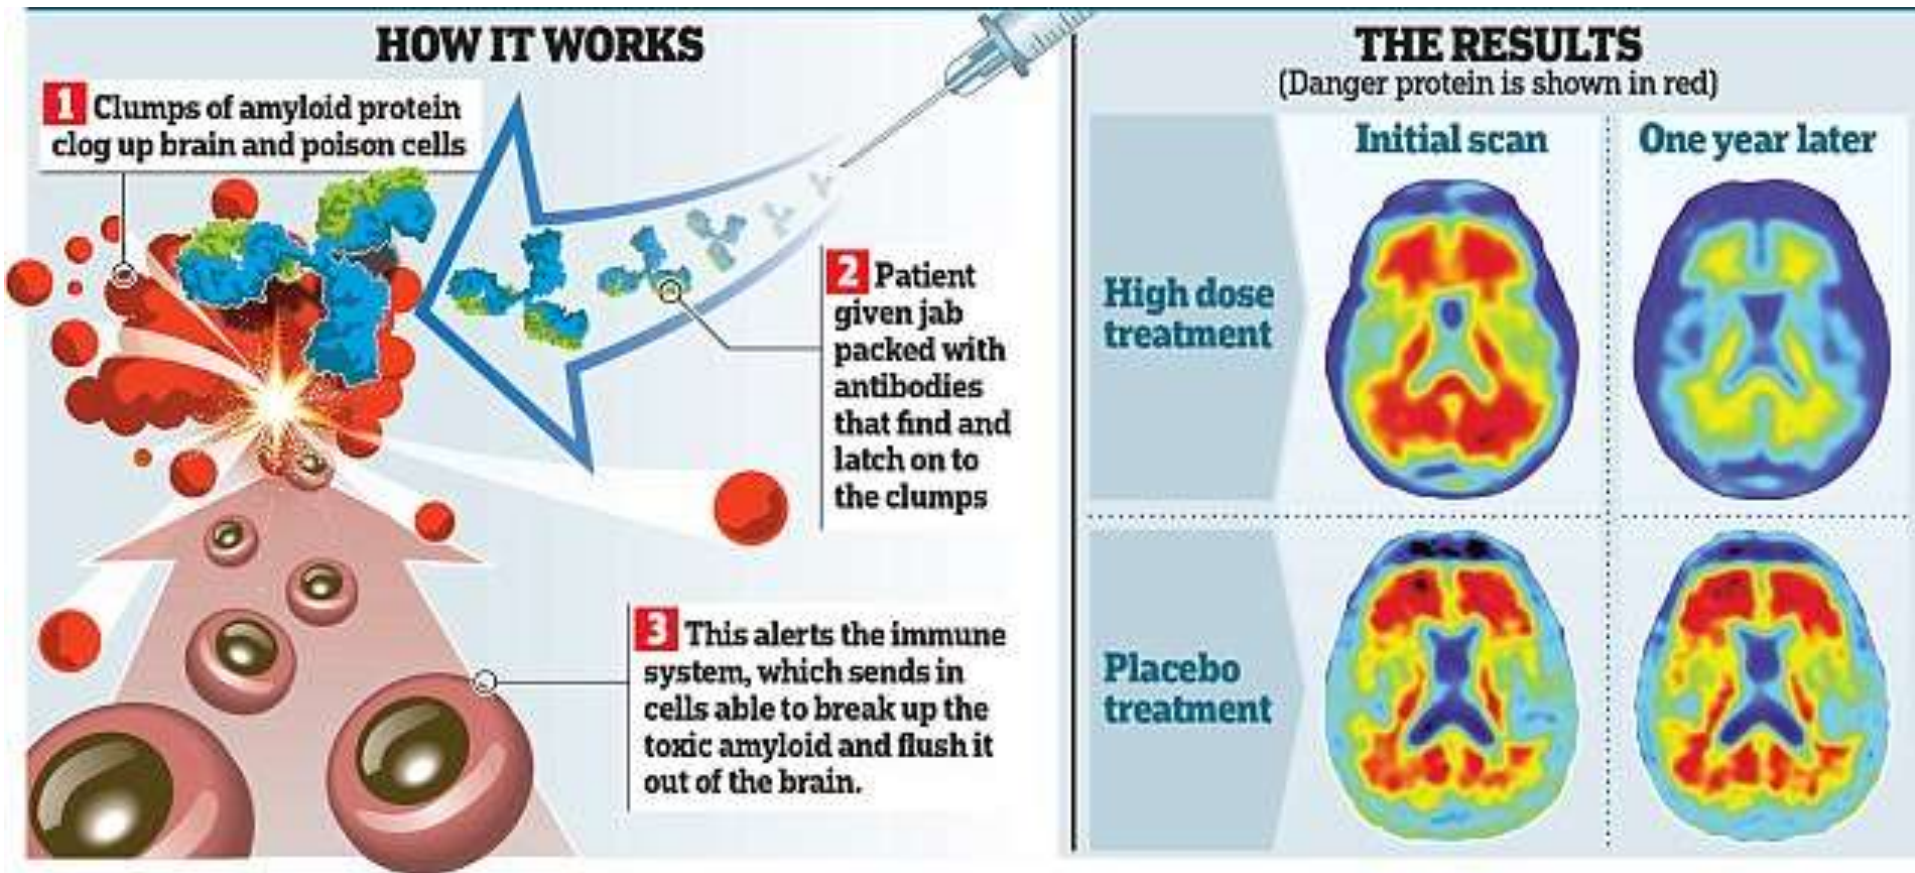 HOW IT WORKS
1 Clumps of amyloid protein
clog up brain and poison cells
2 Patient
given jab
packed with
antibodies
that find and
latch on to
the clumps
3 This alerts the immune
system, which sends in
cells able to break up the
toxic amyloid and flush it
out of the brain.
THE RESULTS
(Danger protein is shown in red)
Initial scan
One year later
High dose
treatment
Placebo
treatment